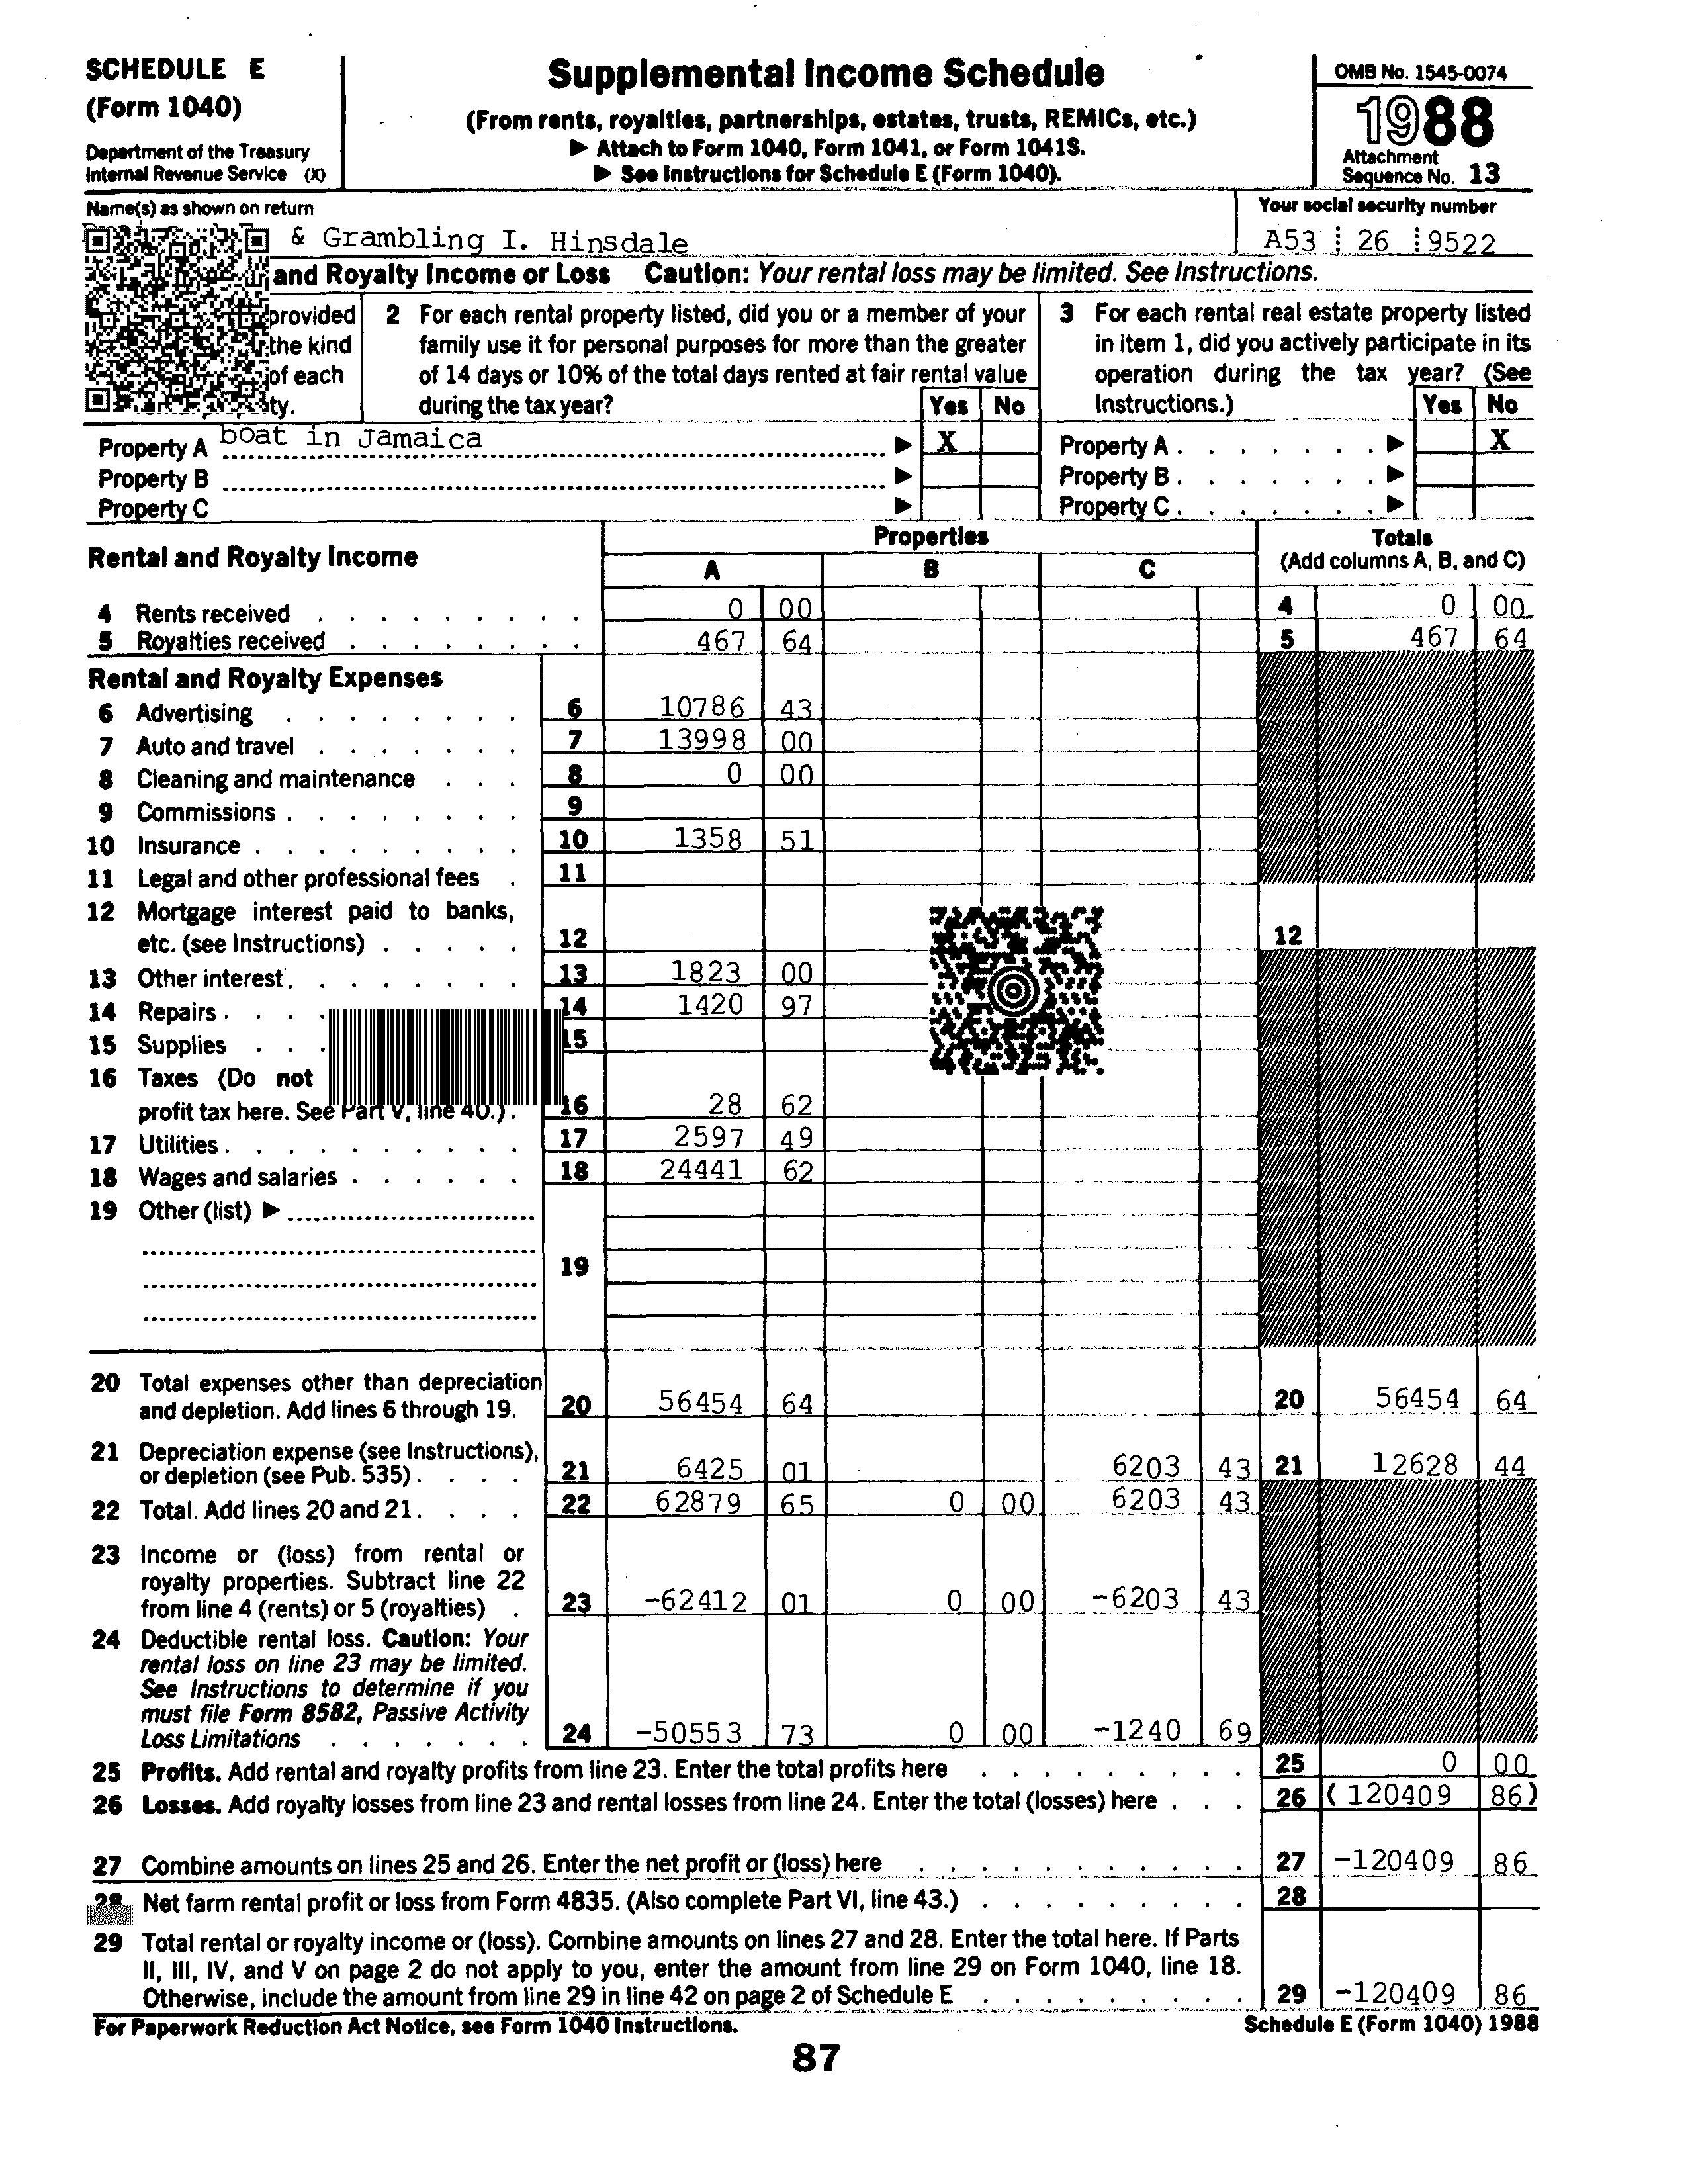 SCHEDULE E
(Form 1040)
Department of the Treasury
Internal Revenue Service (X)
Supplemental Income Schedule
(From rents, royalties, partnerships, estates, trusts, REMICs, etc.)
▶ Attach to Form 1040, Form 1041, or Form 1041S.
▶ See Instructions for Schedule E (Form 1040).
OMB No. 1545-0074
1988
Attachment
Sequence No. 13
Name(s) as shown on return
& Grambling I. Hinsdale
Your social security number
A53 26 9522
and Royalty Income or Loss Caution: Your rental loss may be limited. See Instructions.
provided
the kind
of each
2 For each rental property listed, did you or a member of your
family use it for personal purposes for more than the greater
of 14 days or 10% of the total days rented at fair rental value
during the tax year? Yes No
3 For each rental real estate property listed
in item 1, did you actively participate in its
operation during the tax year? (See
Instructions.) Yes No
Property A boat in Jamaica ▶ X
Property B ▶
Property C ▶
Property A . . . . . . . ▶ X
Property B . . . . . . . ▶
Property C . . . . . . . ▶
Rental and Royalty Income
Properties
A B C
Totals
(Add columns A, B, and C)
4 Rents received . . . . . . . . . 0 00 4 0 00
5 Royalties received . . . . . . . . 467 64 5 467 64
Rental and Royalty Expenses
6 Advertising . . . . . . . . 6 10786 43
7 Auto and travel . . . . . . . 7 13998 00
8 Cleaning and maintenance . . . 8 0 00
9 Commissions . . . . . . . . 9
10 Insurance . . . . . . . . . 10 1358 51
11 Legal and other professional fees . 11
12 Mortgage interest paid to banks,
etc. (see Instructions) . . . . . 12 12
13 Other interest . . . . . . . . 13 1823 00
14 Repairs . . . . 14 1420 97
15 Supplies . . . 15
16 Taxes (Do not
profit tax here. See Part V, line 40.) . 16 28 62
17 Utilities . . . . . . . . . . 17 2597 49
18 Wages and salaries . . . . . . 18 24441 62
19 Other (list) ▶
19
20 Total expenses other than depreciation
and depletion. Add lines 6 through 19. 20 56454 64 20 56454 64
21 Depreciation expense (see Instructions),
or depletion (see Pub. 535) . . . . 21 6425 01 6203 43 21 12628 44
22 Total. Add lines 20 and 21 . . . . 22 62879 65 0 00 6203 43
23 Income or (loss) from rental or
royalty properties. Subtract line 22
from line 4 (rents) or 5 (royalties) . 23 -62412 01 0 00 -6203 43
24 Deductible rental loss. Caution: Your
rental loss on line 23 may be limited.
See Instructions to determine if you
must file Form 8582, Passive Activity
Loss Limitations . . . . . . . 24 -50553 73 0 00 -1240 69
25 Profits. Add rental and royalty profits from line 23. Enter the total profits here . . . . . . . . . 25 0 00
26 Losses. Add royalty losses from line 23 and rental losses from line 24. Enter the total (losses) here . . . 26 (120409 86)
27 Combine amounts on lines 25 and 26. Enter the net profit or (loss) here . . . . . . . . . . . 27 -120409 86
28 Net farm rental profit or loss from Form 4835. (Also complete Part VI, line 43.) . . . . . . . . . 28
29 Total rental or royalty income or (loss). Combine amounts on lines 27 and 28. Enter the total here. If Parts
II, III, IV, and V on page 2 do not apply to you, enter the amount from line 29 on Form 1040, line 18.
Otherwise, include the amount from line 29 in line 42 on page 2 of Schedule E . . . . . . . . . 29 -120409 86
For Paperwork Reduction Act Notice, see Form 1040 Instructions. Schedule E (Form 1040) 1988
87